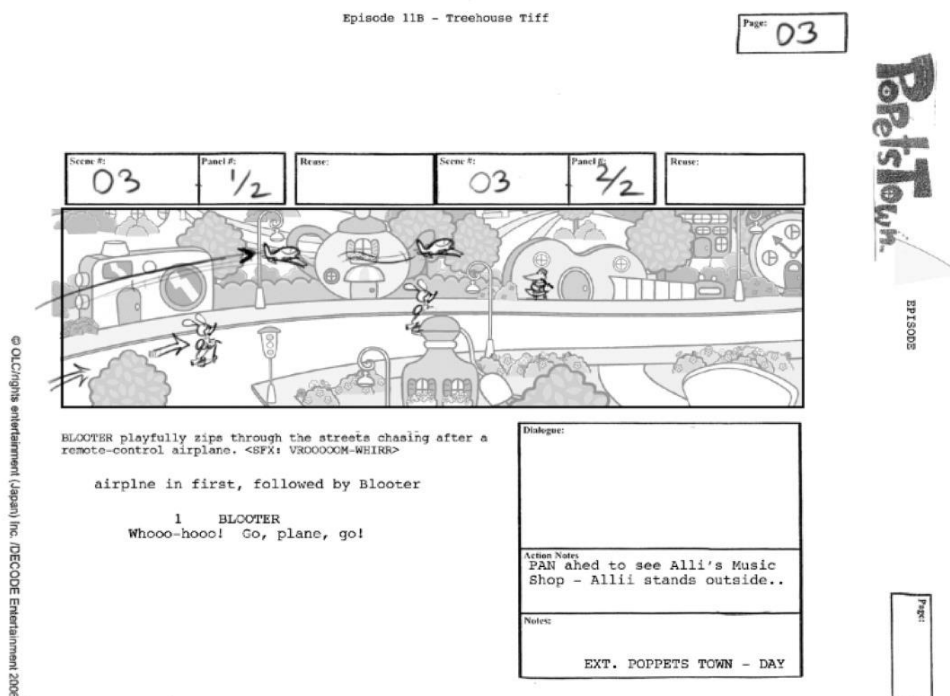 Episode 11B - Treehouse Tiff
Page: 03
POPPETSTOWN
EPISODE
Scene #: 03
Panel #: 1/2
Reuse:
Scene #: 03
Panel #: 2/2
Reuse:
BLOOTER playfully zips through the streets chasing after a
remote-control airplane. <SFX: VROOOOOM-WHIRR>
airplne in first, followed by Blooter
1 BLOOTER
Whooo-hooo! Go, plane, go!
Dialogue:
Action Notes
PAN ahed to see Alli's Music
Shop - Allii stands outside..
Notes:
EXT. POPPETS TOWN - DAY
Page:
© OLC/rights entertainment (Japan) Inc. /DECODE Entertainment 2006